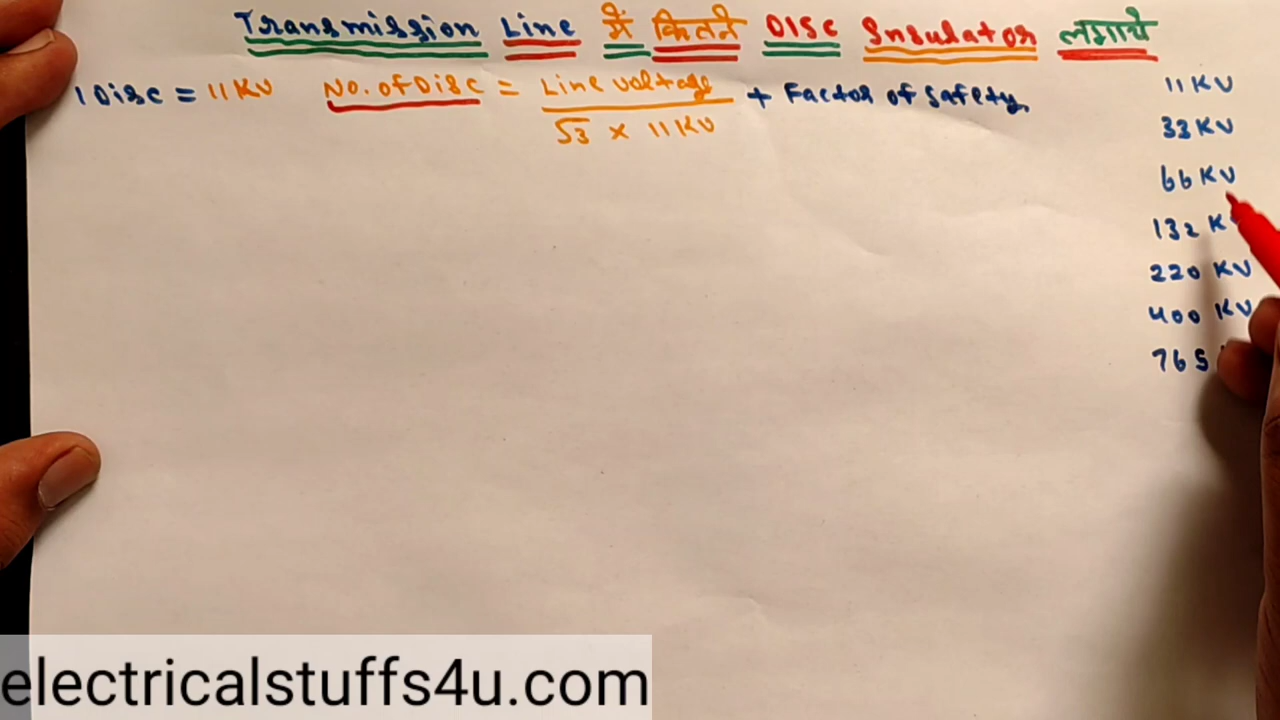 Transmission Line में कितने DISC Insulator लगाये
1 Disc = 11 KV No. of Disc = Line voltage / √3 x 11 KV + Factor of safety
11 KV
33 KV
66 KV
132 K
220 KV
400 KV
765
electricalstuffs4u.com